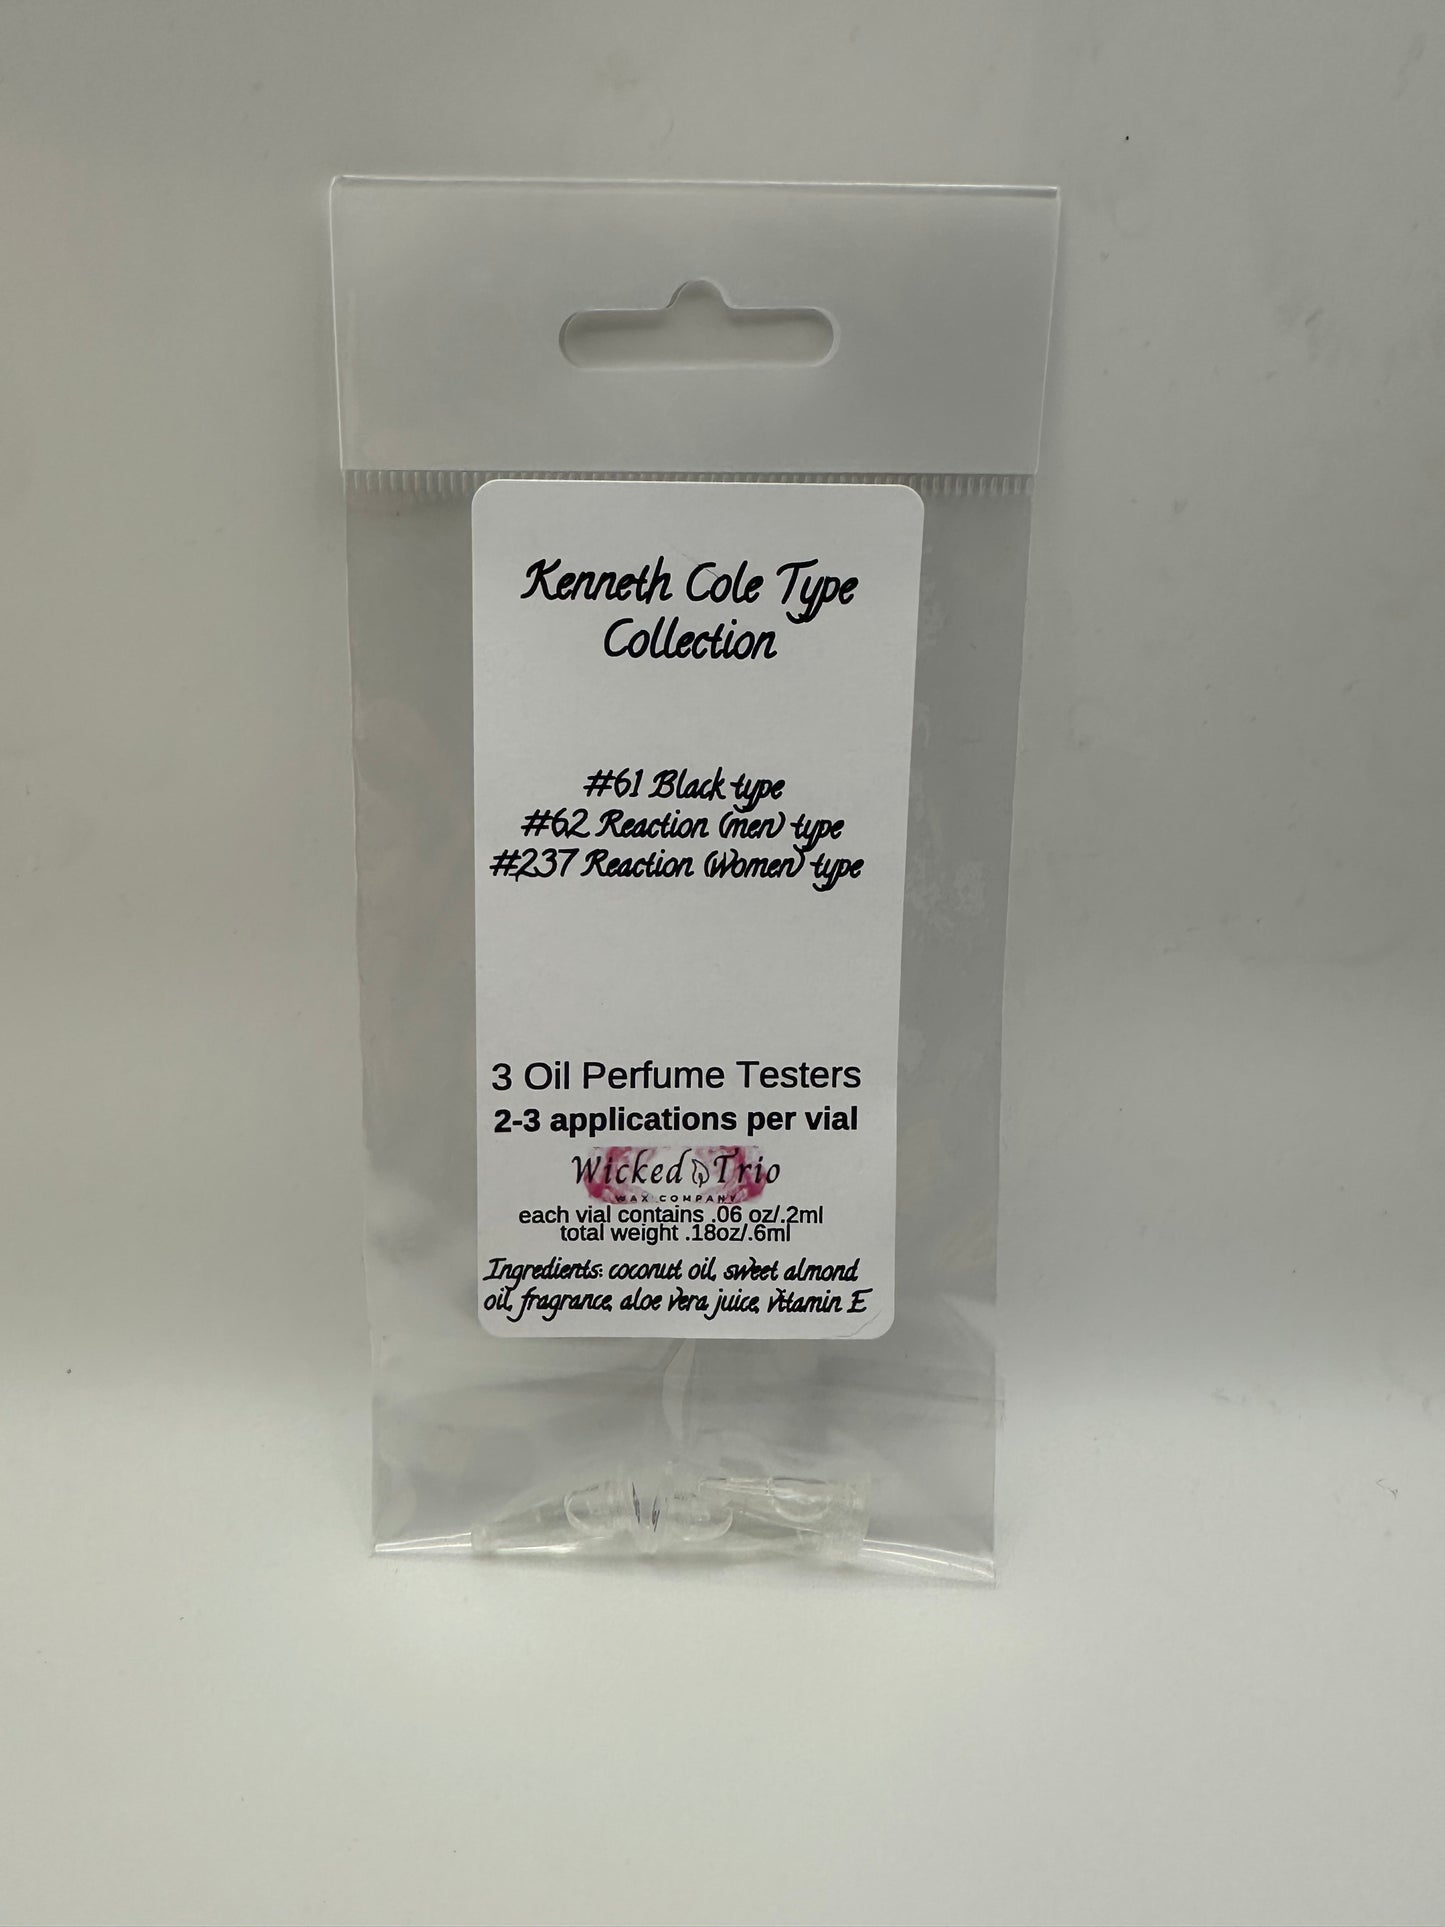 Kenneth Cole Type
Collection
#61 Black type
#62 Reaction (men) type
#237 Reaction (Women) type
3 Oil Perfume Testers
2-3 applications per vial
Wicked Trio
WAX COMPANY
each vial contains .06 oz/.2ml
total weight .18oz/.6ml
Ingredients: coconut oil, sweet almond
oil, fragrance, aloe vera juice, vitamin E